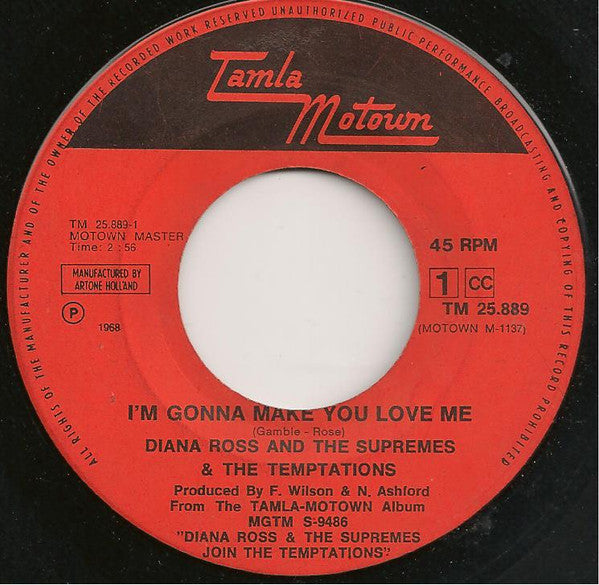 ALL RIGHTS OF THE MANUFACTURER AND OF THE OWNER OF THE RECORDED WORK RESERVED UNAUTHORIZED PUBLIC PERFORMANCE BROADCASTING AND COPYING OF THIS RECORD PROHIBITED
Tamla
Motown
TM 25.889-1
MOTOWN MASTER
Time: 2 : 56
MANUFACTURED BY
ARTONE HOLLAND
P
1968
45 RPM
1 CC
TM 25.889
(MOTOWN M-1137)
I'M GONNA MAKE YOU LOVE ME
(Gamble - Rose)
DIANA ROSS AND THE SUPREMES
& THE TEMPTATIONS
Produced By F. Wilson & N. Ashford
From The TAMLA-MOTOWN Album
MGTM S-9486
"DIANA ROSS & THE SUPREMES
JOIN THE TEMPTATIONS"